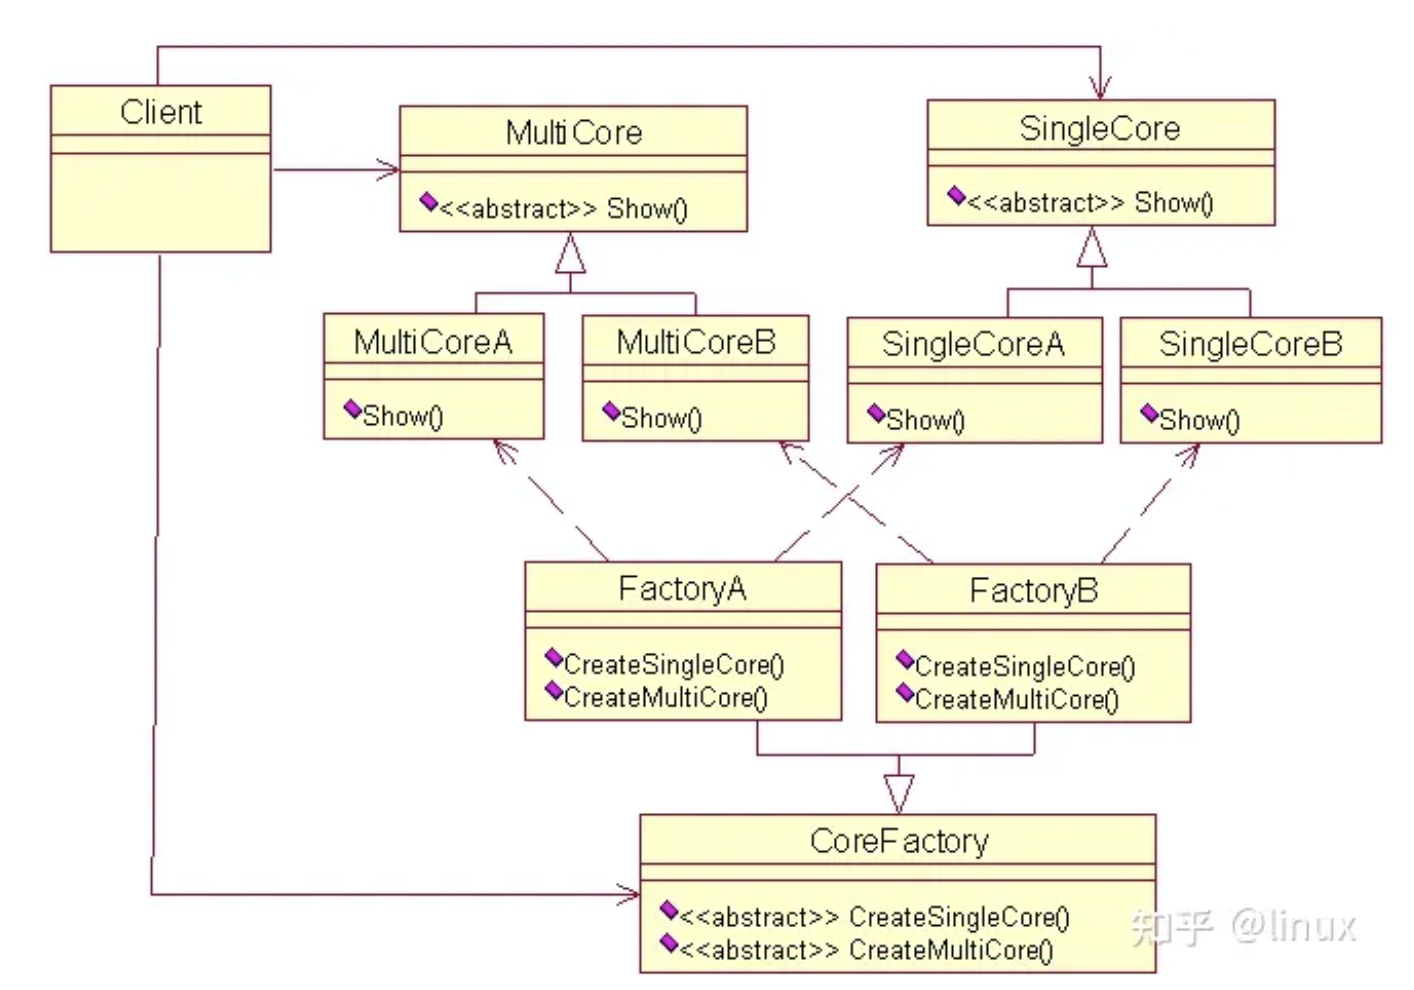 Client
MultiCore
<<abstract>> Show()
SingleCore
<<abstract>> Show()
MultiCoreA
Show()
MultiCoreB
Show()
SingleCoreA
Show()
SingleCoreB
Show()
FactoryA
CreateSingleCore()
CreateMultiCore()
FactoryB
CreateSingleCore()
CreateMultiCore()
CoreFactory
<<abstract>> CreateSingleCore()
<<abstract>> CreateMultiCore()
知乎 @linux